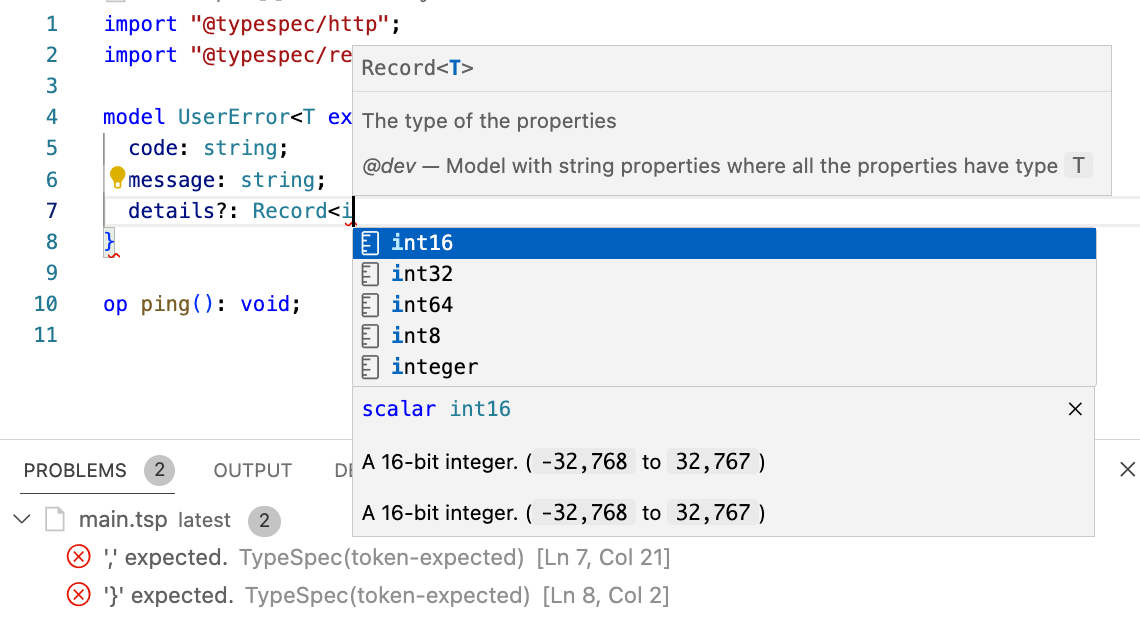 1 import "@typespec/http";
2 import "@typespec/re
Record<T>
3
4 model UserError<T ex
The type of the properties
5 code: string;
@dev — Model with string properties where all the properties have type T
6 message: string;
7 details?: Record<i
8 }
int16
9
int32
10 op ping(): void;
int64
11
int8
integer
scalar int16
A 16-bit integer. ( -32,768 to 32,767 )
A 16-bit integer. ( -32,768 to 32,767 )
PROBLEMS 2 OUTPUT DE
main.tsp latest 2
',' expected. TypeSpec(token-expected) [Ln 7, Col 21]
'}' expected. TypeSpec(token-expected) [Ln 8, Col 2]